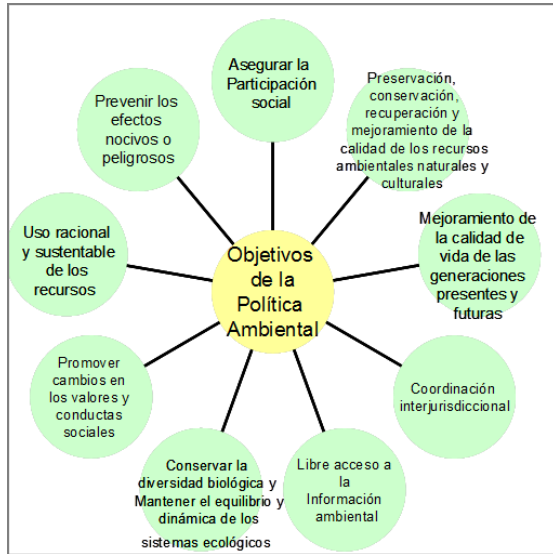 Asegurar la
Participación
social
Preservación,
conservación,
recuperación y
mejoramiento de la
calidad de los recursos
ambientales naturales y
culturales
Mejoramiento de
la calidad de
vida de las
generaciones
presentes y
futuras
Coordinación
interjurisdiccional
Libre acceso a
la
Información
ambiental
Conservar la
diversidad biológica y
Mantener el equilibrio y
dinámica de los
sistemas ecológicos
Promover
cambios en
los valores y
conductas
sociales
Uso racional
y sustentable
de los
recursos
Prevenir los
efectos
nocivos o
peligrosos
Objetivos
de la
Política
Ambiental